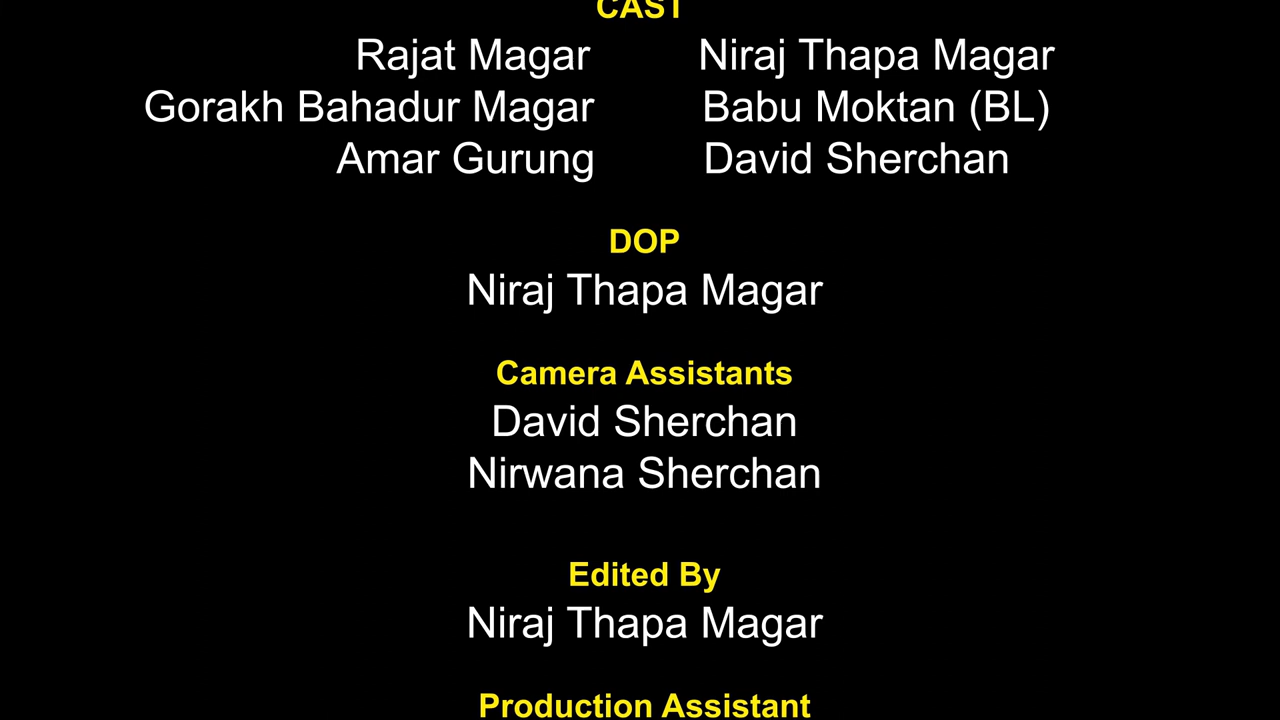 CAST
Rajat Magar Niraj Thapa Magar
Gorakh Bahadur Magar Babu Moktan (BL)
Amar Gurung David Sherchan
DOP
Niraj Thapa Magar
Camera Assistants
David Sherchan
Nirwana Sherchan
Edited By
Niraj Thapa Magar
Production Assistant